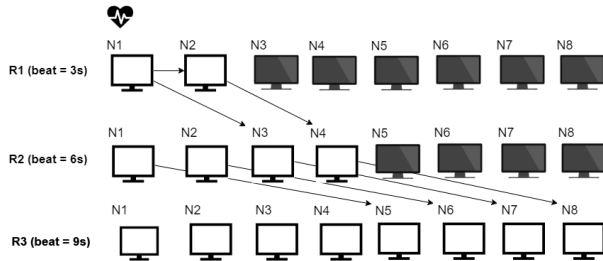 N1 N2 N3 N4 N5 N6 N7 N8
R1 (beat = 3s)
N1 N2 N3 N4 N5 N6 N7 N8
R2 (beat = 6s)
N1 N2 N3 N4 N5 N6 N7 N8
R3 (beat = 9s)